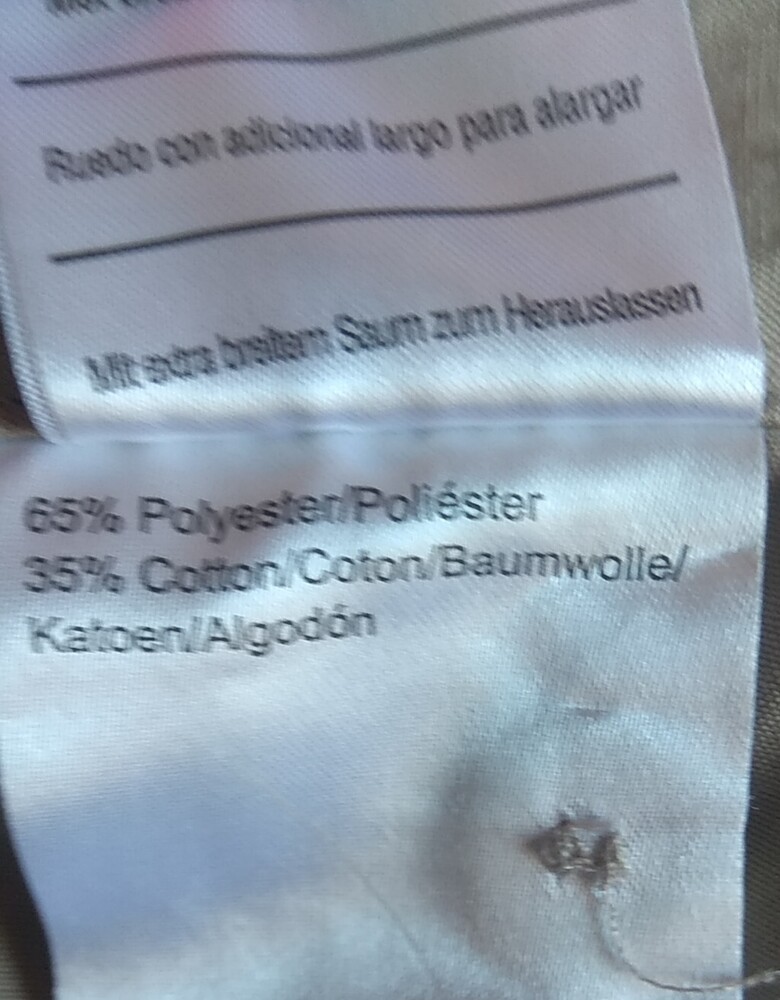 Ruedo con adicional largo para alargar
Mit extra breitem Saum zum Herauslassen
65% Polyester/Poliéster
35% Cotton/Coton/Baumwolle/
Katoen/Algodón